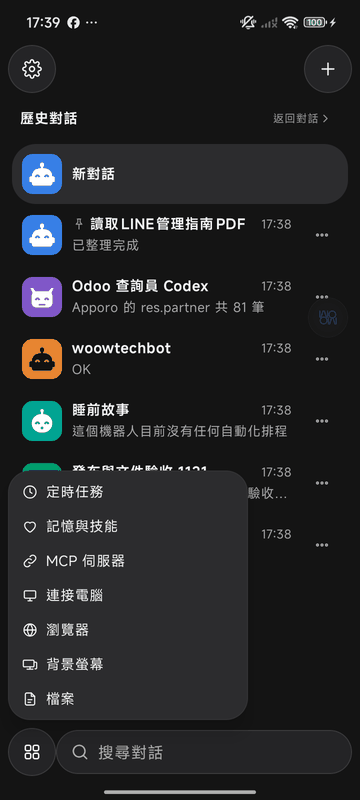 17:39
100
歷史對話
返回對話
新對話
讀取 LINE管理指南 PDF 17:38
已整理完成
Odoo 查詢員 Codex 17:38
Apporo 的 res.partner 共 81 筆
woowtechbot 17:38
OK
睡前故事 17:38
這個機器人目前沒有任何自動化排程
17:38
驗收…
17:38
定時任務
記憶與技能
MCP 伺服器
連接電腦
瀏覽器
背景螢幕
檔案
搜尋對話